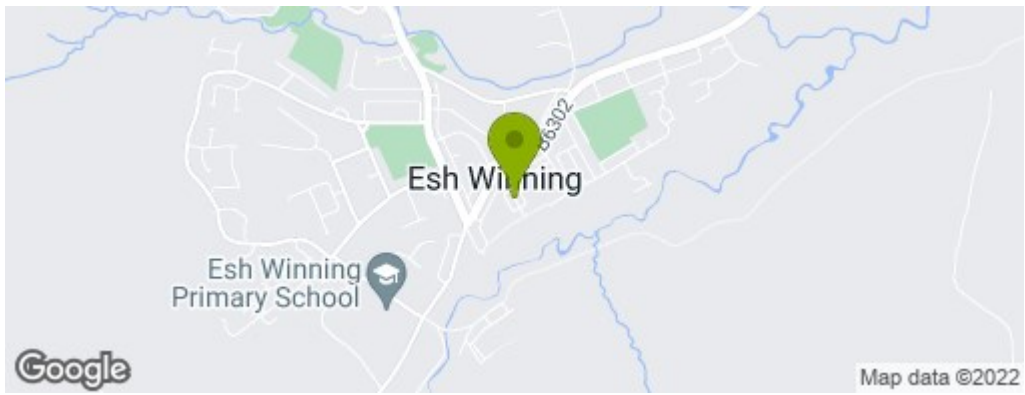 B6302
Esh Winning
Esh Winning
Primary School
Google
Map data ©2022